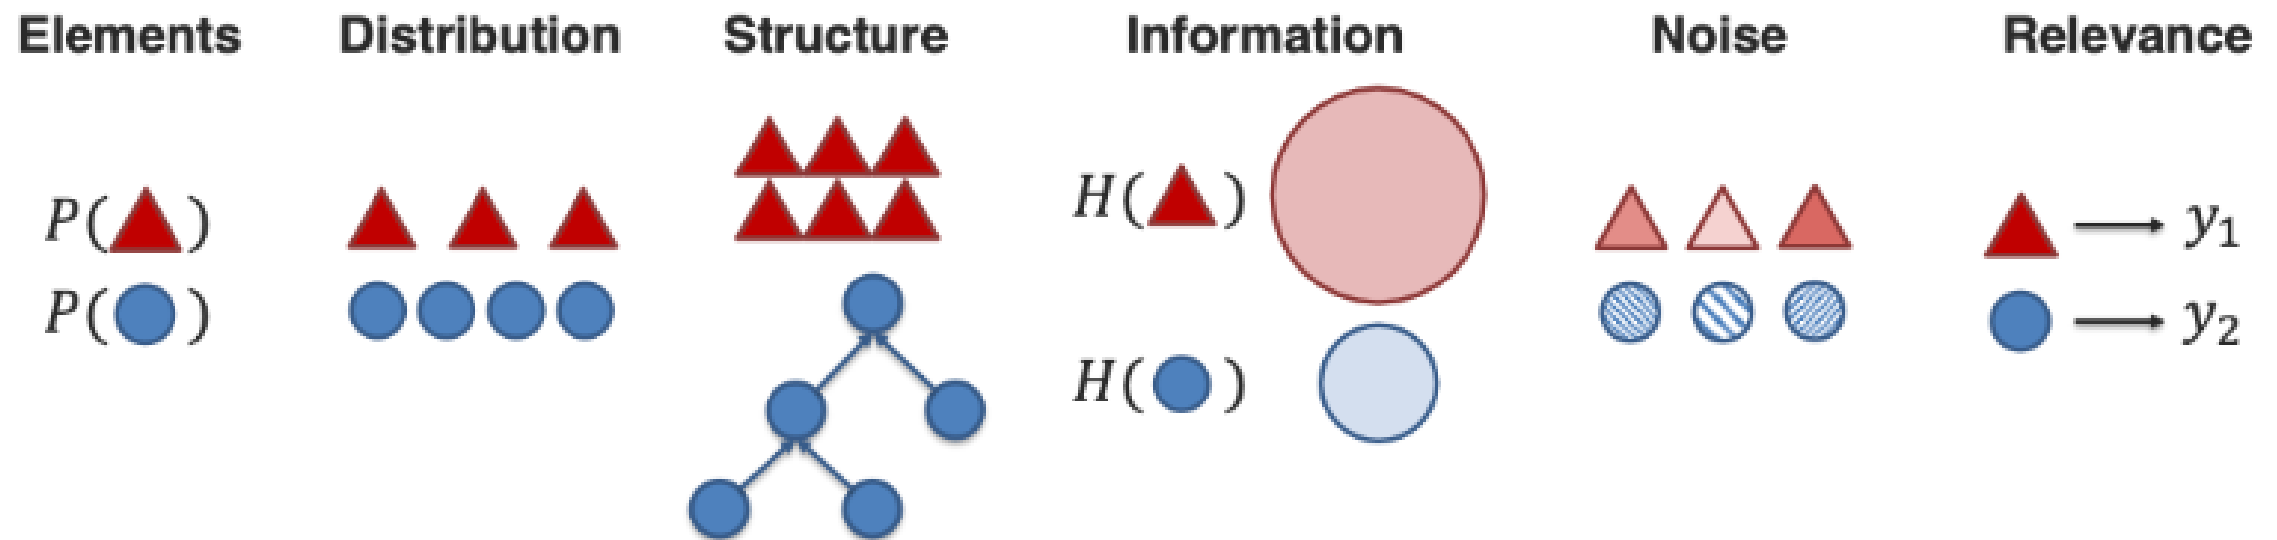 Elements Distribution Structure Information Noise Relevance
P( )
P( )
H( )
H( )
y₁
y₂